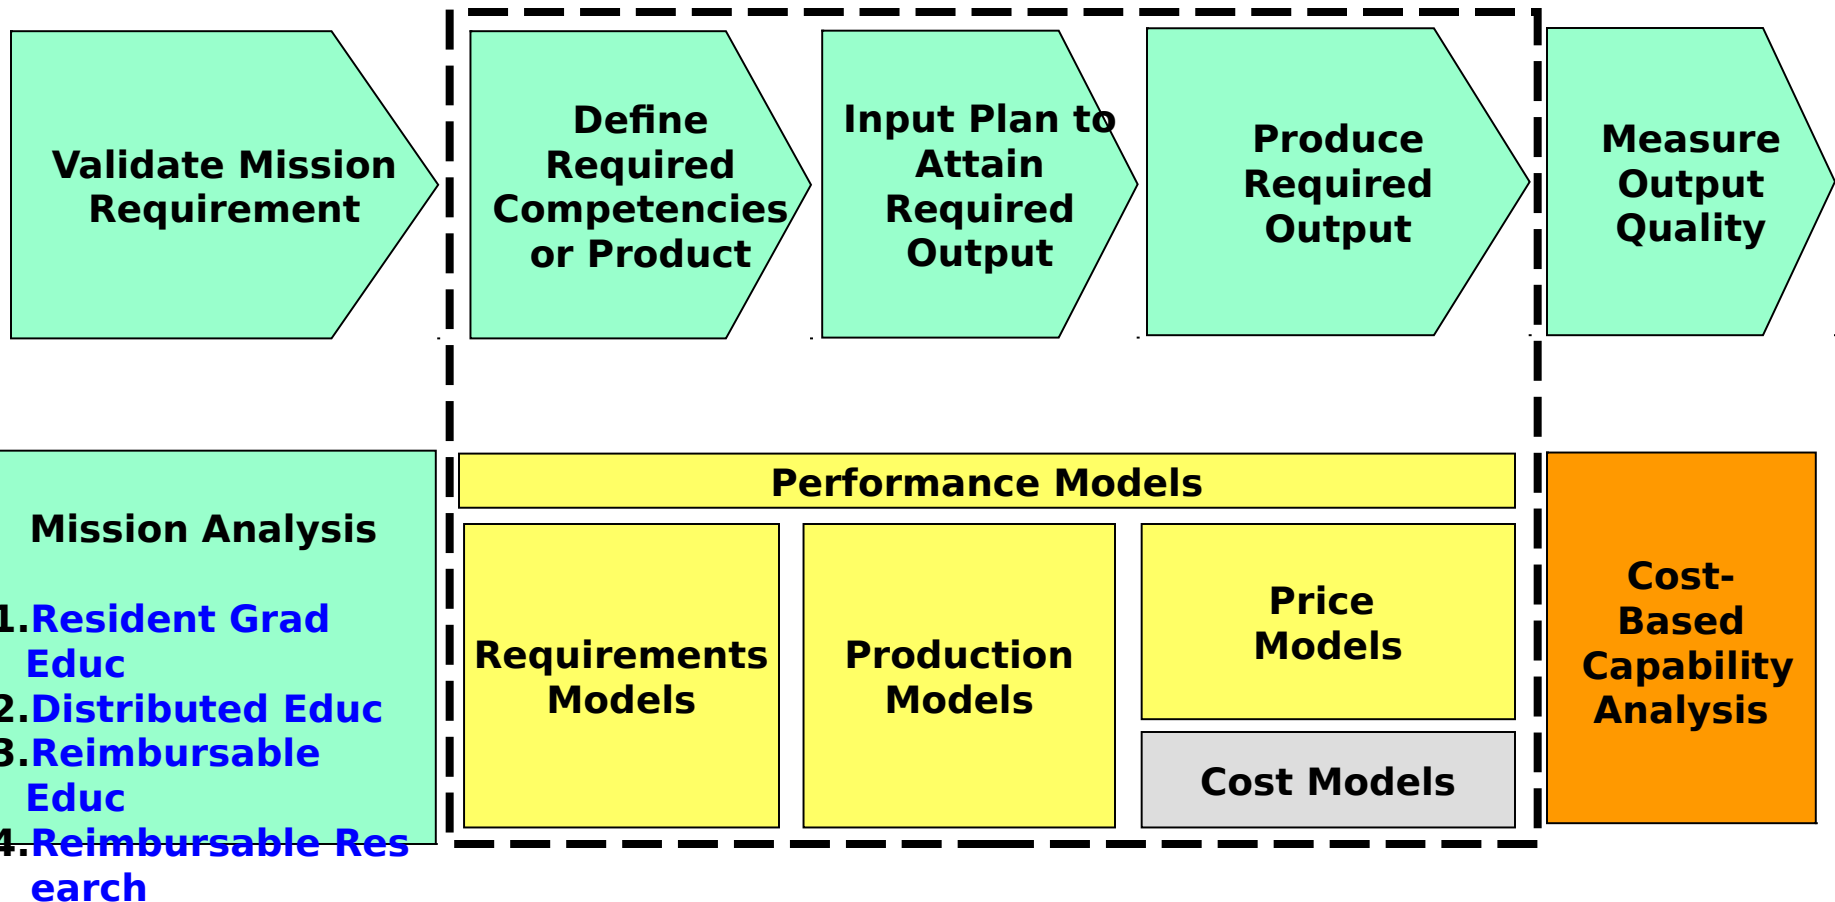 Validate Mission
Requirement
Define
Required
Competencies
or Product
Input Plan to
Attain
Required
Output
Produce
Required
Output
Measure
Output
Quality
Mission Analysis
1.Resident Grad
Educ
2.Distributed Educ
3.Reimbursable
Educ
4.Reimbursable Res
earch
Performance Models
Requirements
Models
Production
Models
Price
Models
Cost Models
Cost-
Based
Capability
Analysis